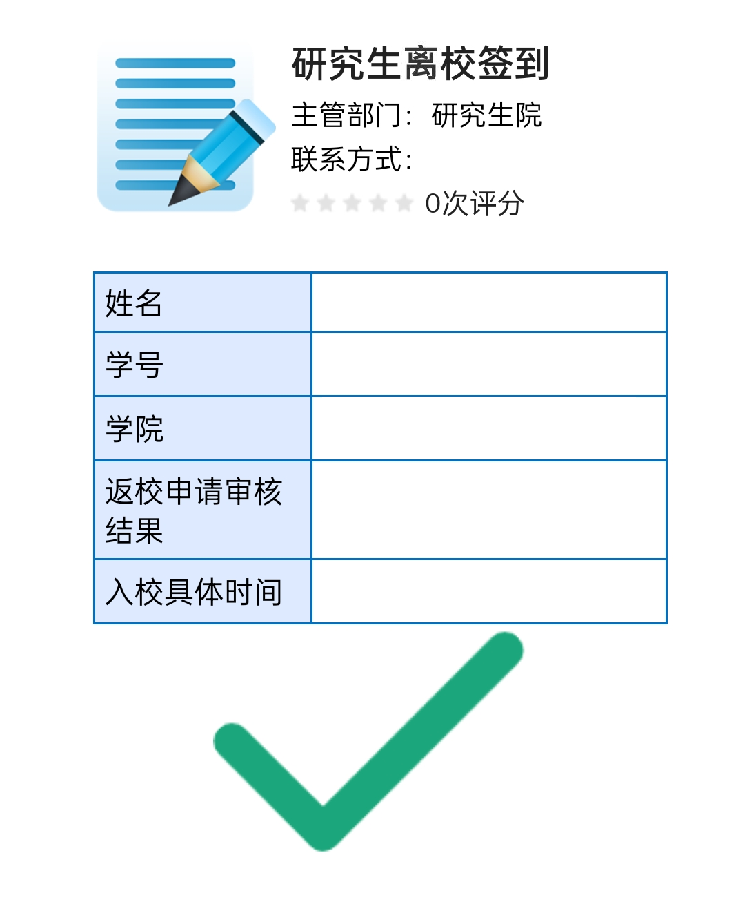 研究生离校签到
主管部门：研究生院
联系方式：
0次评分
姓名
学号
学院
返校申请审核
结果
入校具体时间